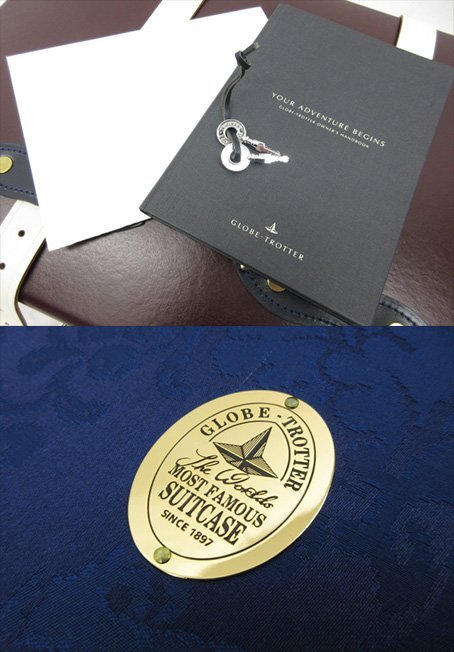 YOUR ADVENTURE BEGINS
GLOBE-TROTTER OWNER'S HANDBOOK
GLOBE-TROTTER
GLOBE-TROTTER
The World's
MOST FAMOUS
SUITCASE
SINCE 1897